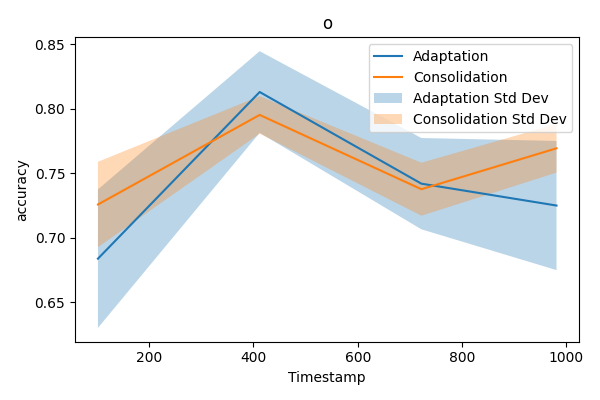 o
0.85
0.80
0.75
0.70
0.65
accuracy
Adaptation
Consolidation
Adaptation Std Dev
Consolidation Std Dev
200
400
600
800
1000
Timestamp